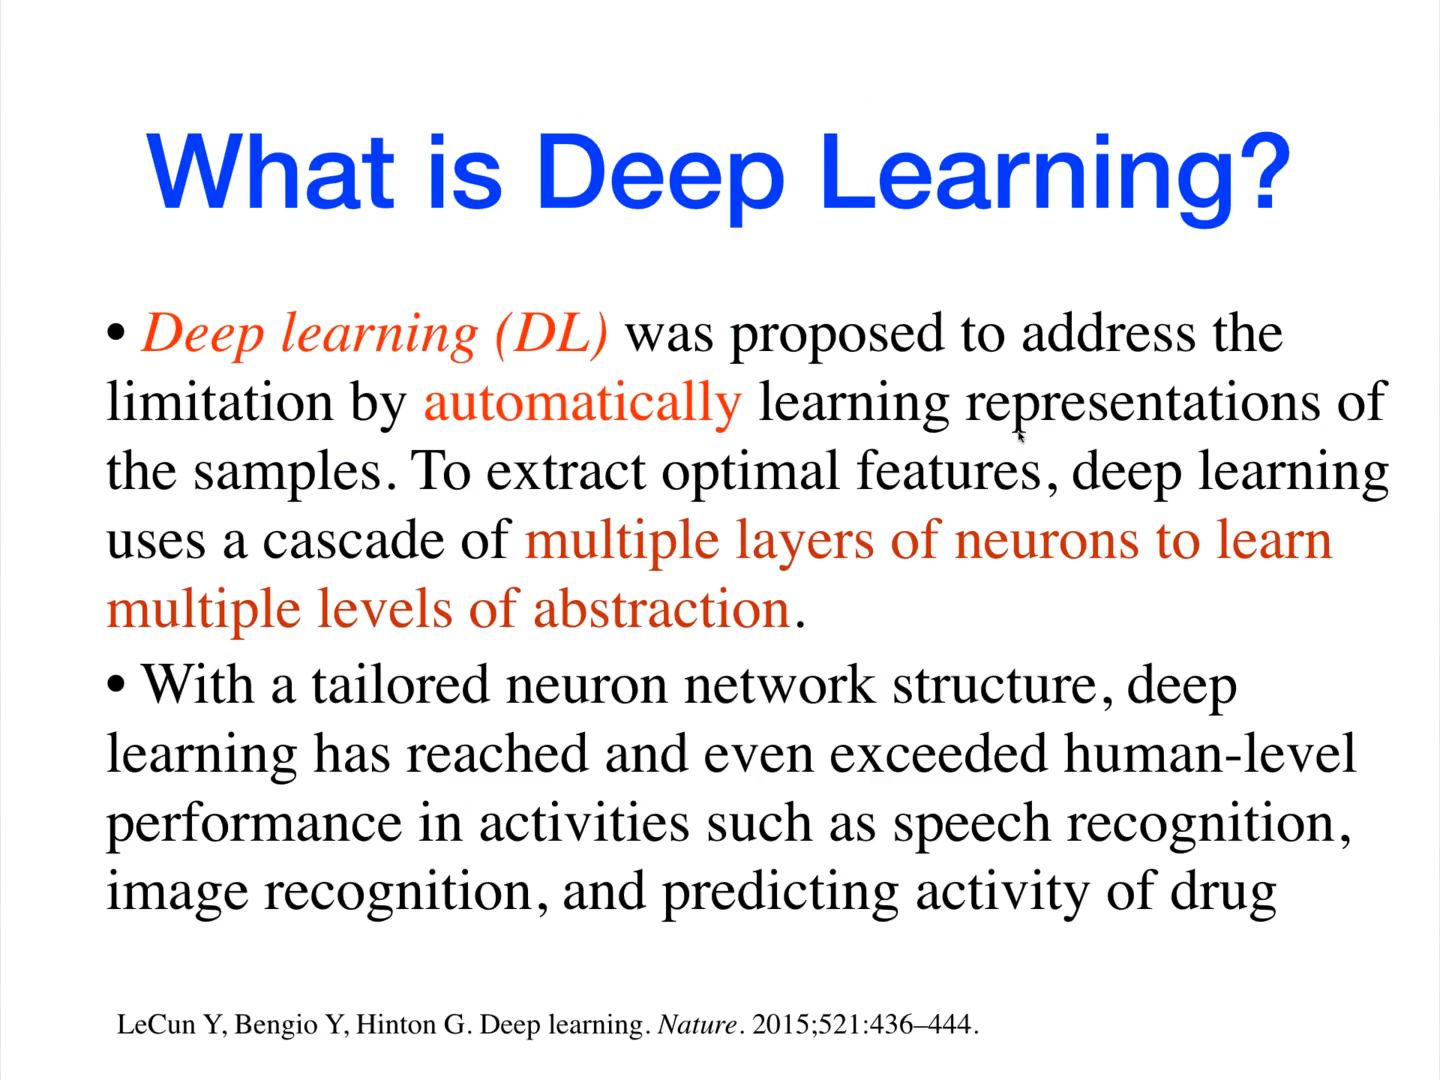 What is Deep Learning?
• Deep learning (DL) was proposed to address the
limitation by automatically learning representations of
the samples. To extract optimal features, deep learning
uses a cascade of multiple layers of neurons to learn
multiple levels of abstraction.
• With a tailored neuron network structure, deep
learning has reached and even exceeded human-level
performance in activities such as speech recognition,
image recognition, and predicting activity of drug
LeCun Y, Bengio Y, Hinton G. Deep learning. Nature. 2015;521:436–444.